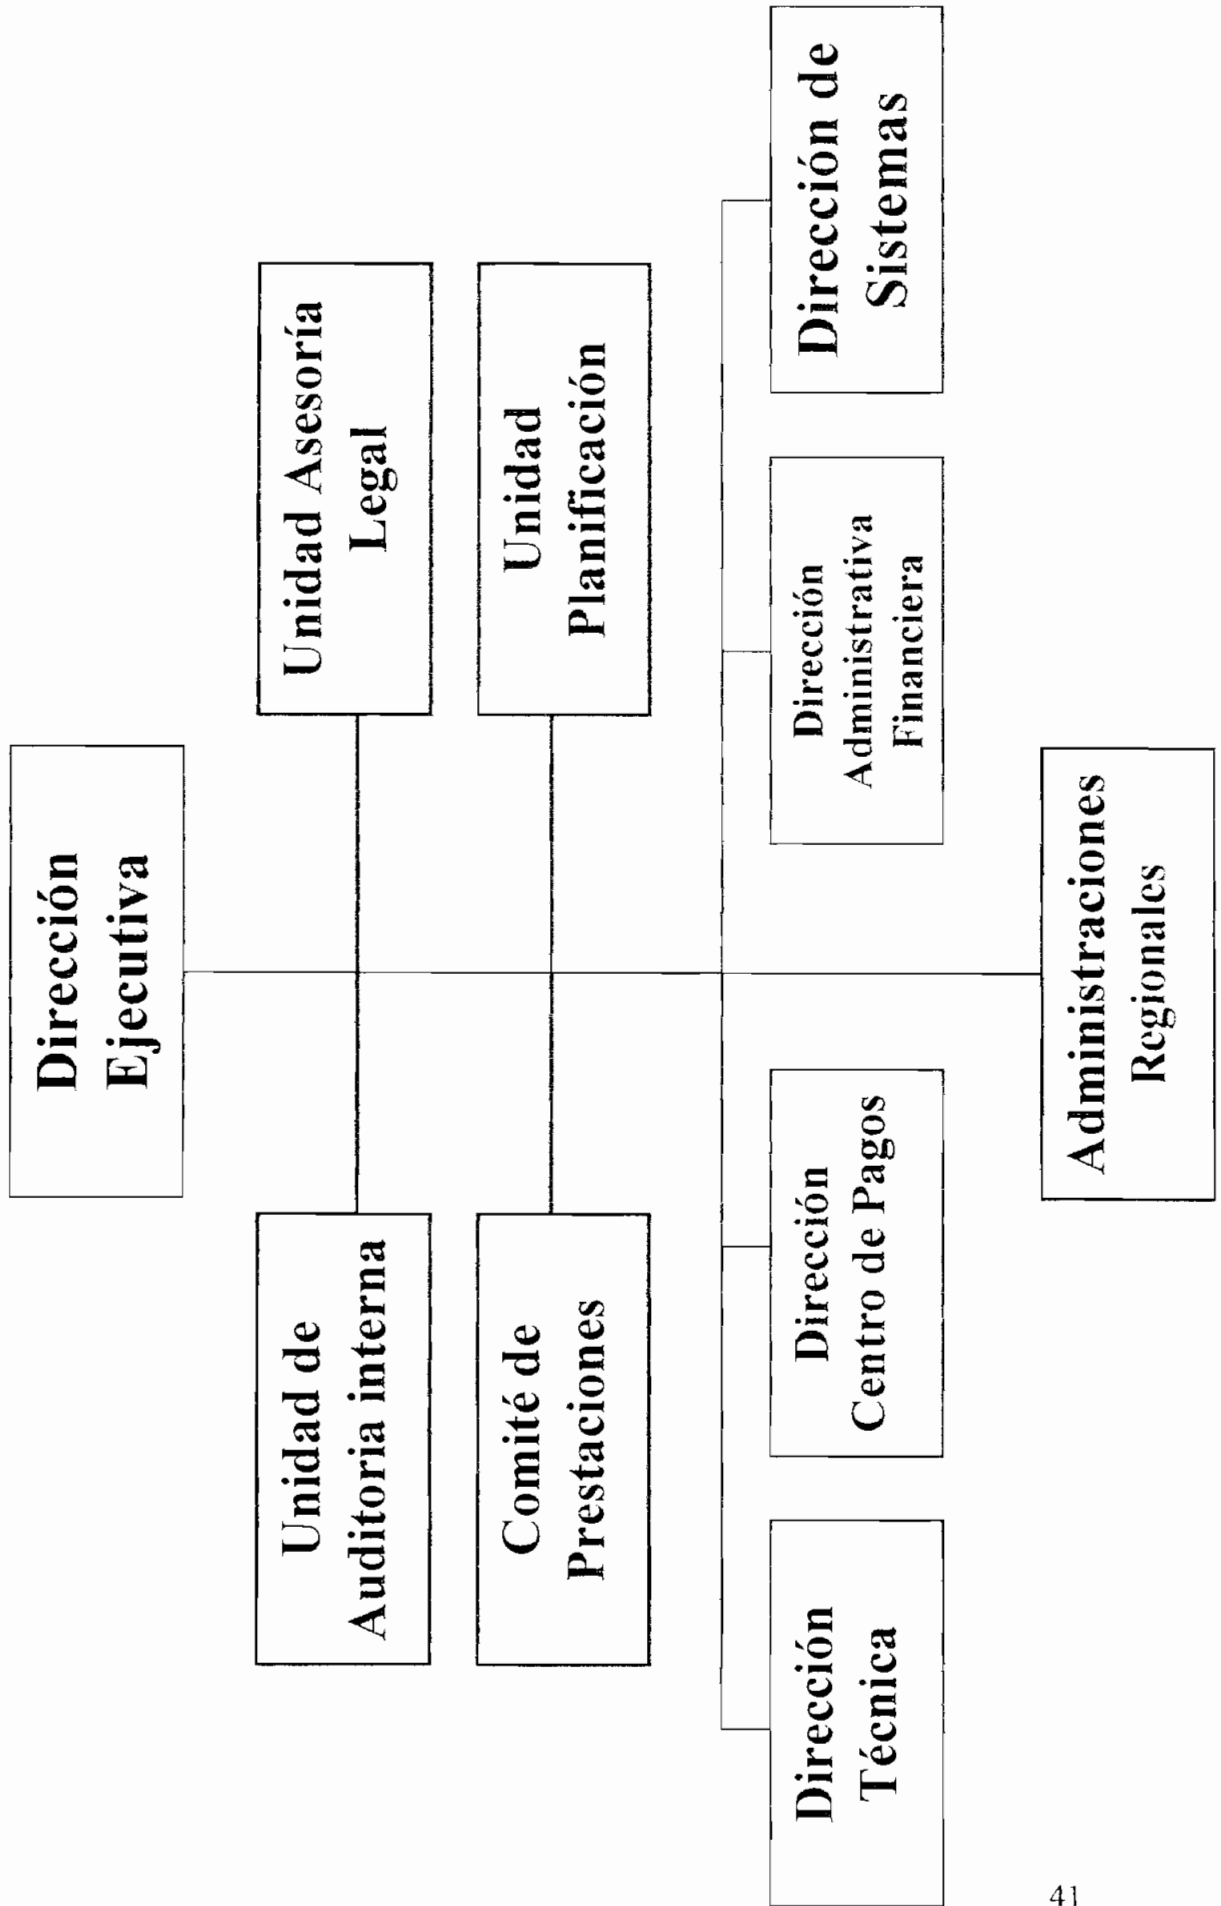 Dirección
Ejecutiva
Unidad de
Auditoria interna
Unidad Asesoría
Legal
Comité de
Prestaciones
Unidad
Planificación
Dirección
Técnica
Dirección
Centro de Pagos
Dirección
Administrativa
Financiera
Dirección de
Sistemas
Administraciones
Regionales
41